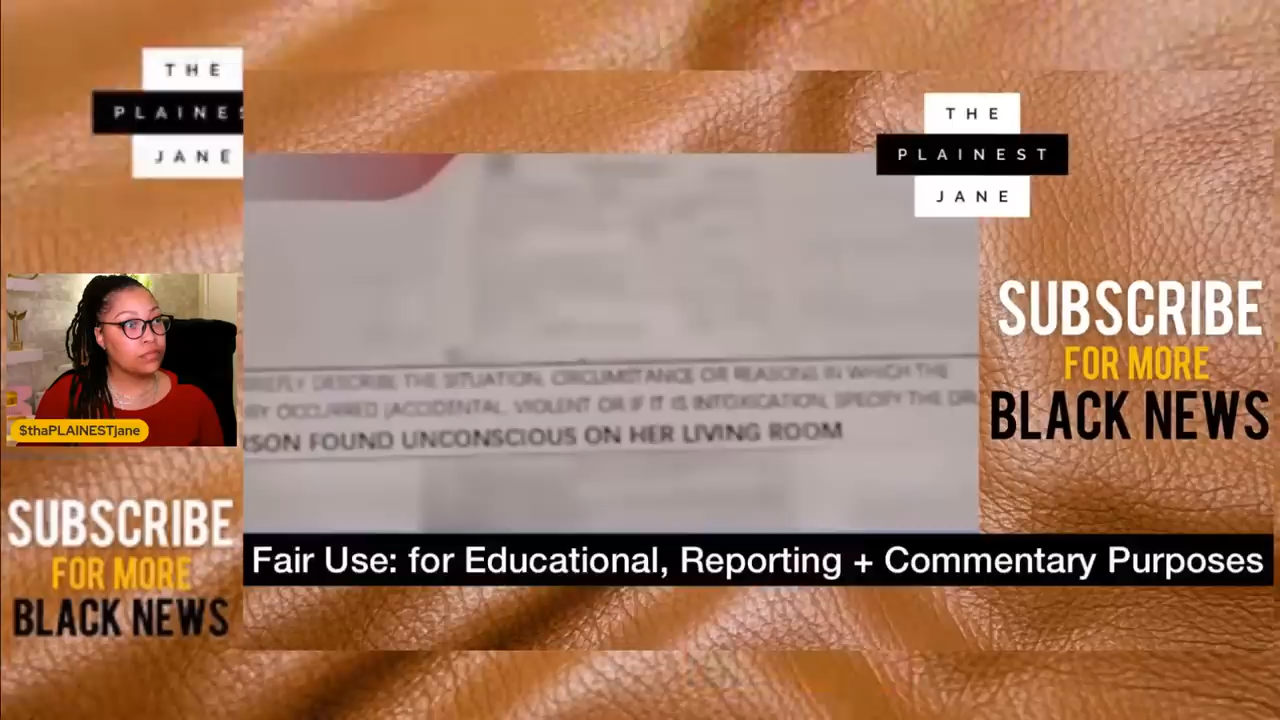 THE
PLAINES
JANE
THE
PLAINEST
JANE
DESCRIBE THE SITUATION, CIRCUMSTANCE OR REASONS IN WHICH THE
OCCURRED (ACCIDENTAL, VIOLENT OR IF IT IS INTOXICATION, SPECIFY THE
SON FOUND UNCONSCIOUS ON HER LIVING ROOM
$thaPLAINESTjane
SUBSCRIBE
FOR MORE
BLACK NEWS
SUBSCRIBE
FOR MORE
BLACK NEWS
Fair Use: for Educational, Reporting + Commentary Purposes